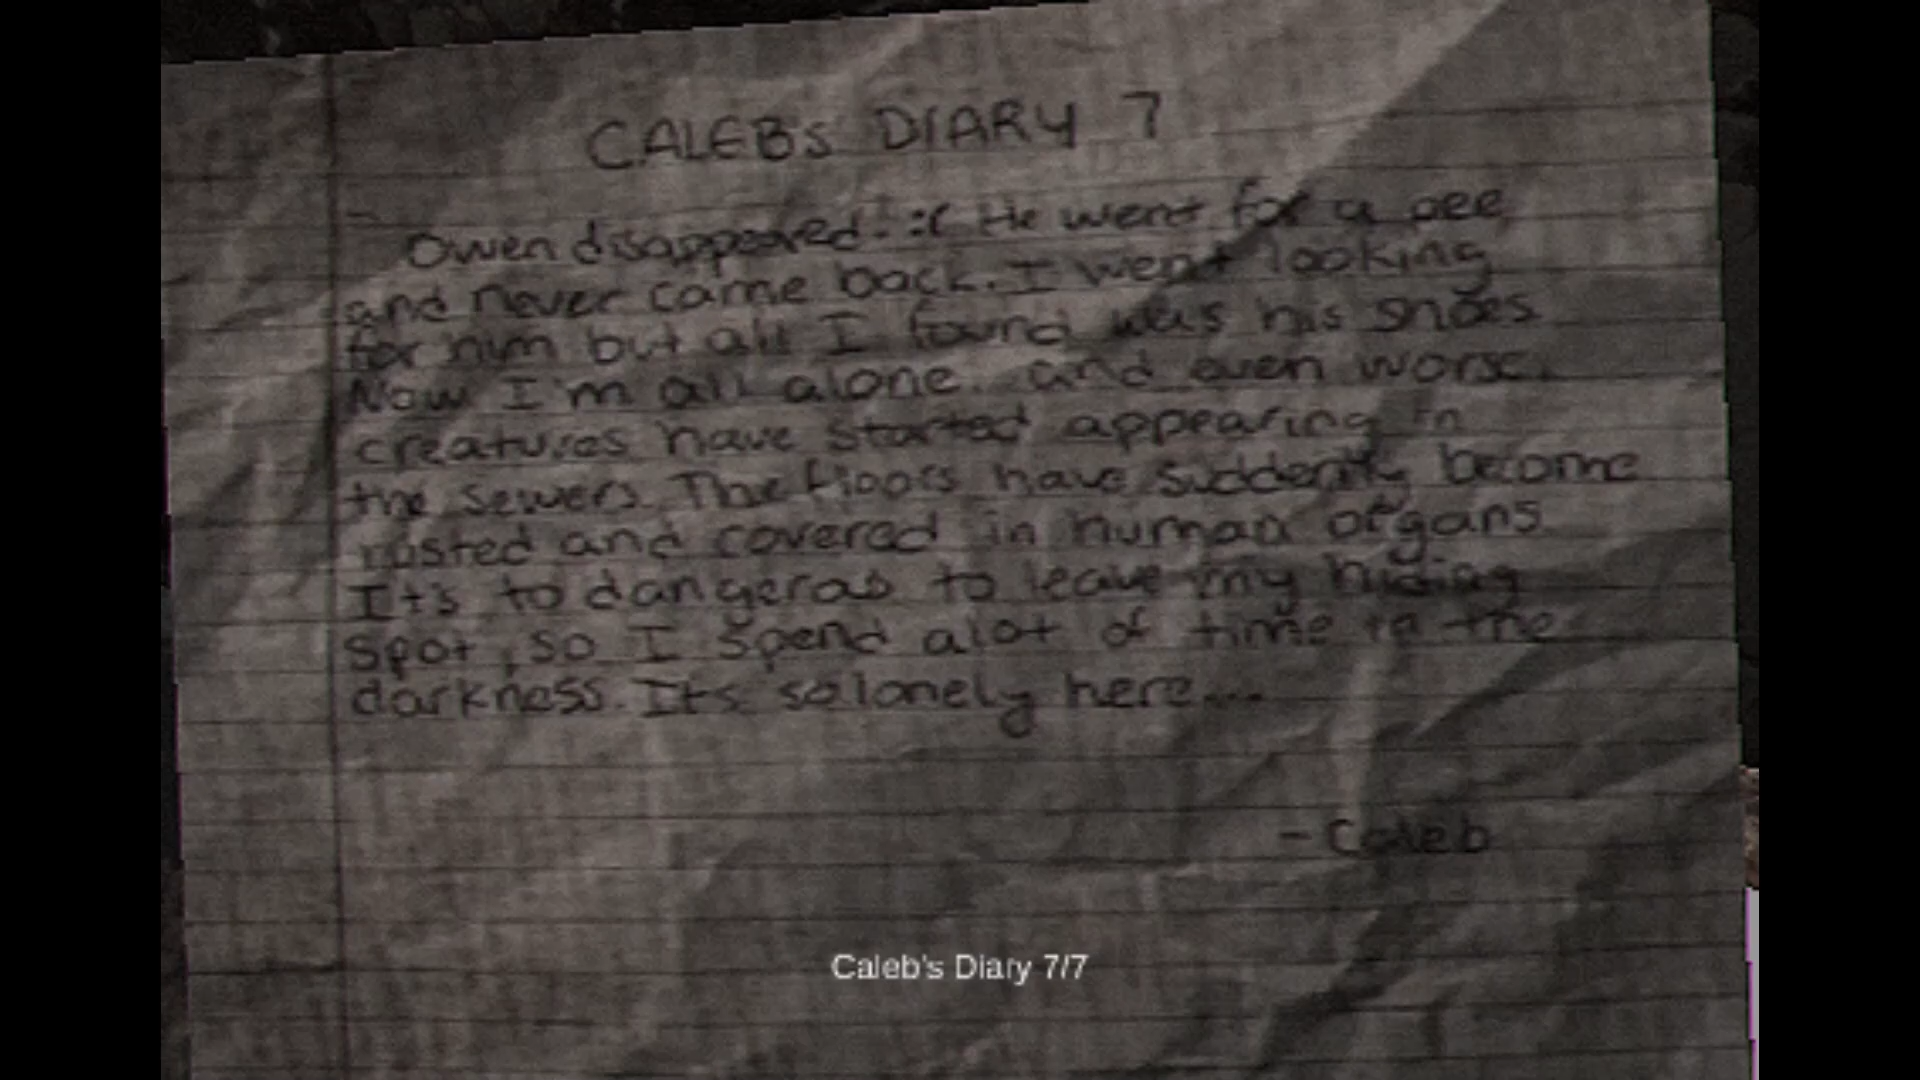 CALEBs DIARY 7
Owen disappeared. :( He went for a pee,
and never came back. I went looking
for him but all I found was his shoes.
Now I'm all alone. and even worse,
creatures have started appearing in
the sewers. The floors have suddenly become
rusted and covered in human organs
It's to dangeros to leave my hiding
spot, so I spend alot of time in the
darkness. Its so lonely here...
- Caleb
Caleb's Diary 7/7